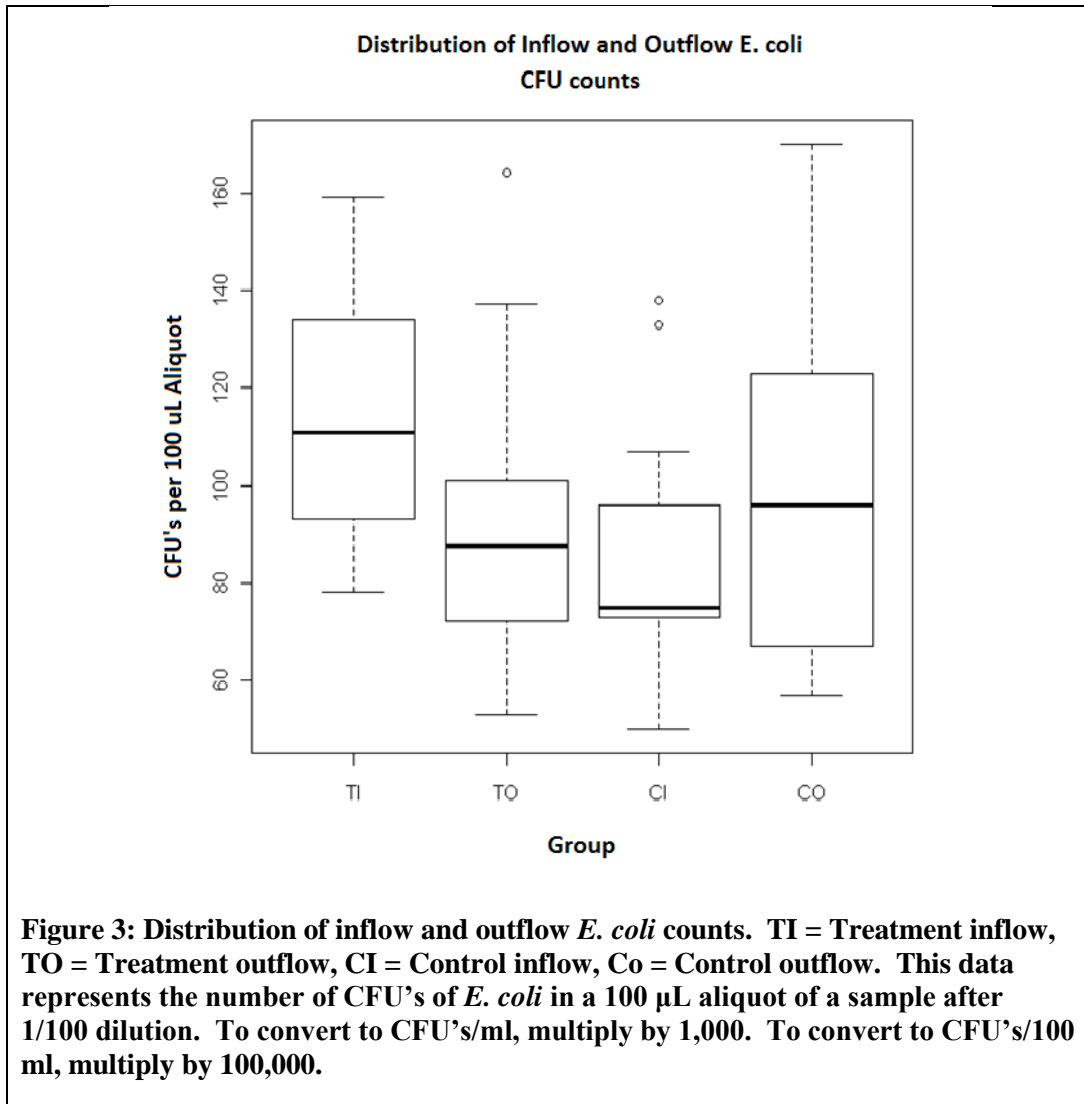 Distribution of Inflow and Outflow E. coli
CFU counts
CFU's per 100 uL Aliquot
160
140
120
100
80
60
TI TO CI CO
Group
Figure 3: Distribution of inflow and outflow E. coli counts. TI = Treatment inflow,
TO = Treatment outflow, CI = Control inflow, Co = Control outflow. This data
represents the number of CFU’s of E. coli in a 100 µL aliquot of a sample after
1/100 dilution. To convert to CFU’s/ml, multiply by 1,000. To convert to CFU’s/100
ml, multiply by 100,000.